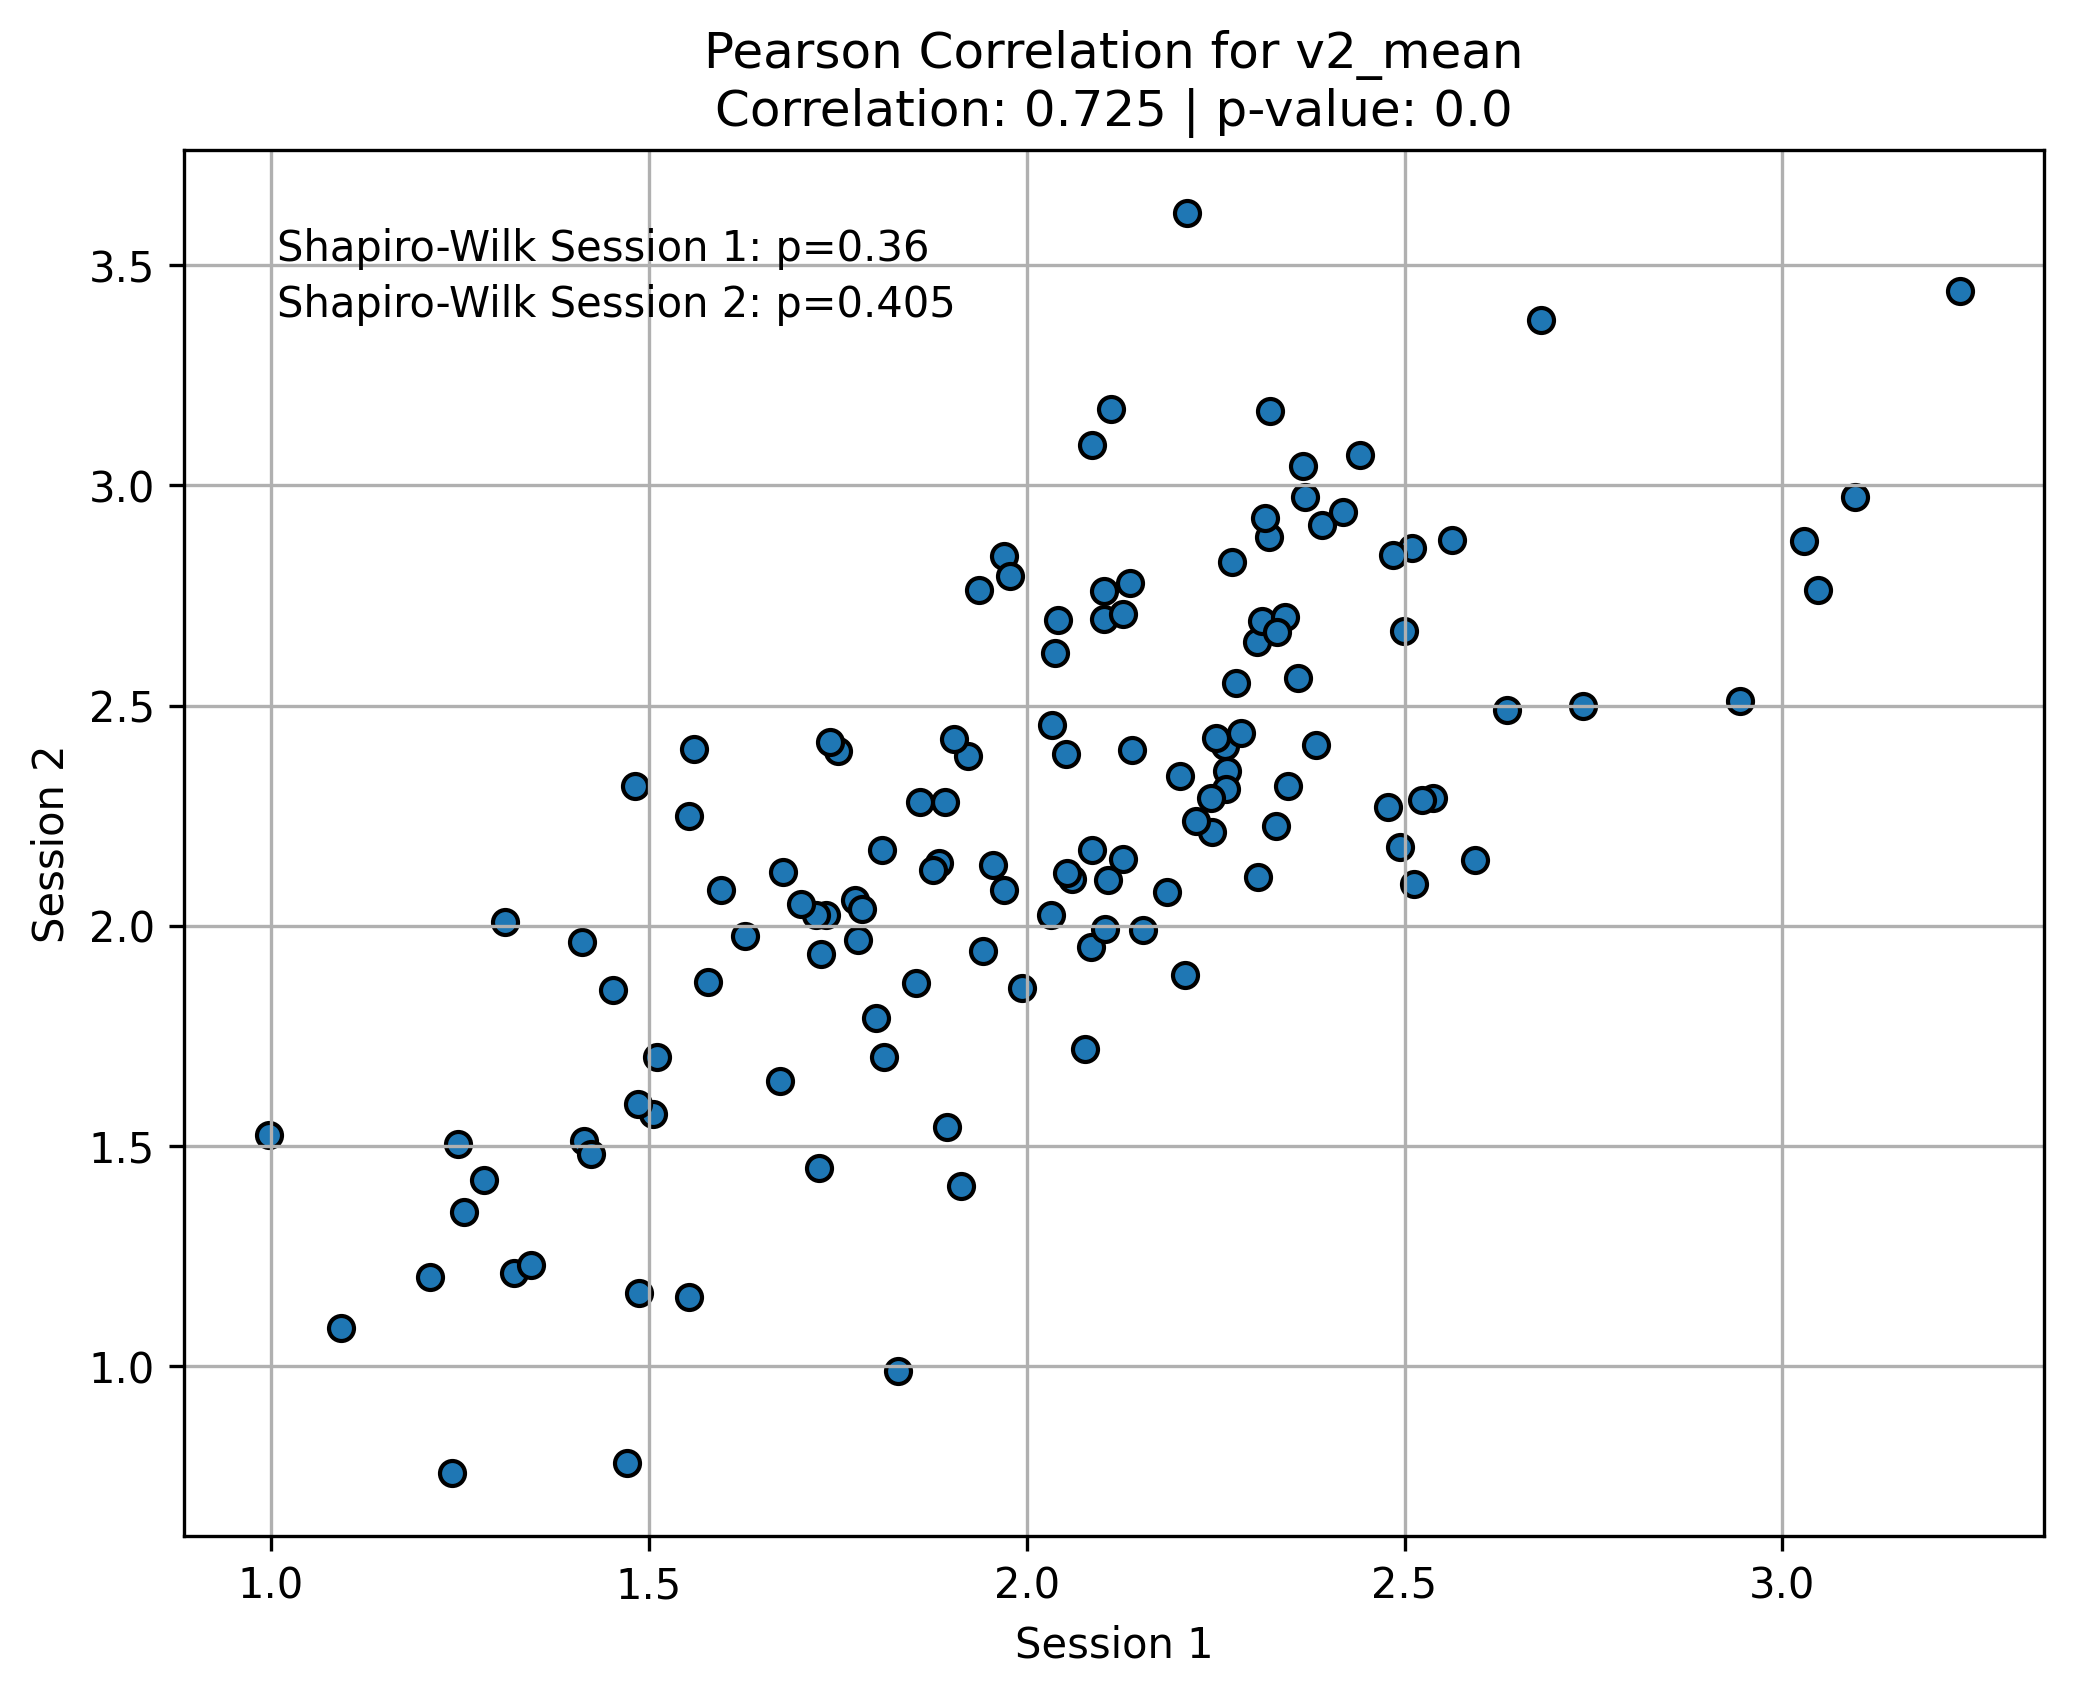 Pearson Correlation for v2_mean
Correlation: 0.725 | p-value: 0.0
Shapiro-Wilk Session 1: p=0.36
Shapiro-Wilk Session 2: p=0.405
3.5
3.0
2.5
2.0
1.5
1.0
Session 2
1.0 1.5 2.0 2.5 3.0
Session 1